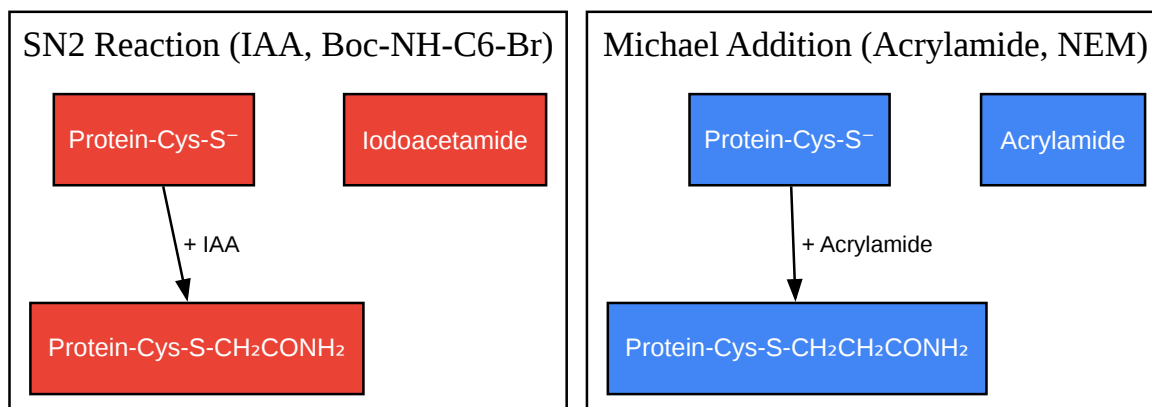 SN2 Reaction (IAA, Boc-NH-C6-Br)
Protein-Cys-S⁻
Iodoacetamide
+ IAA
Protein-Cys-S-CH₂CONH₂
Michael Addition (Acrylamide, NEM)
Protein-Cys-S⁻
Acrylamide
+ Acrylamide
Protein-Cys-S-CH₂CH₂CONH₂